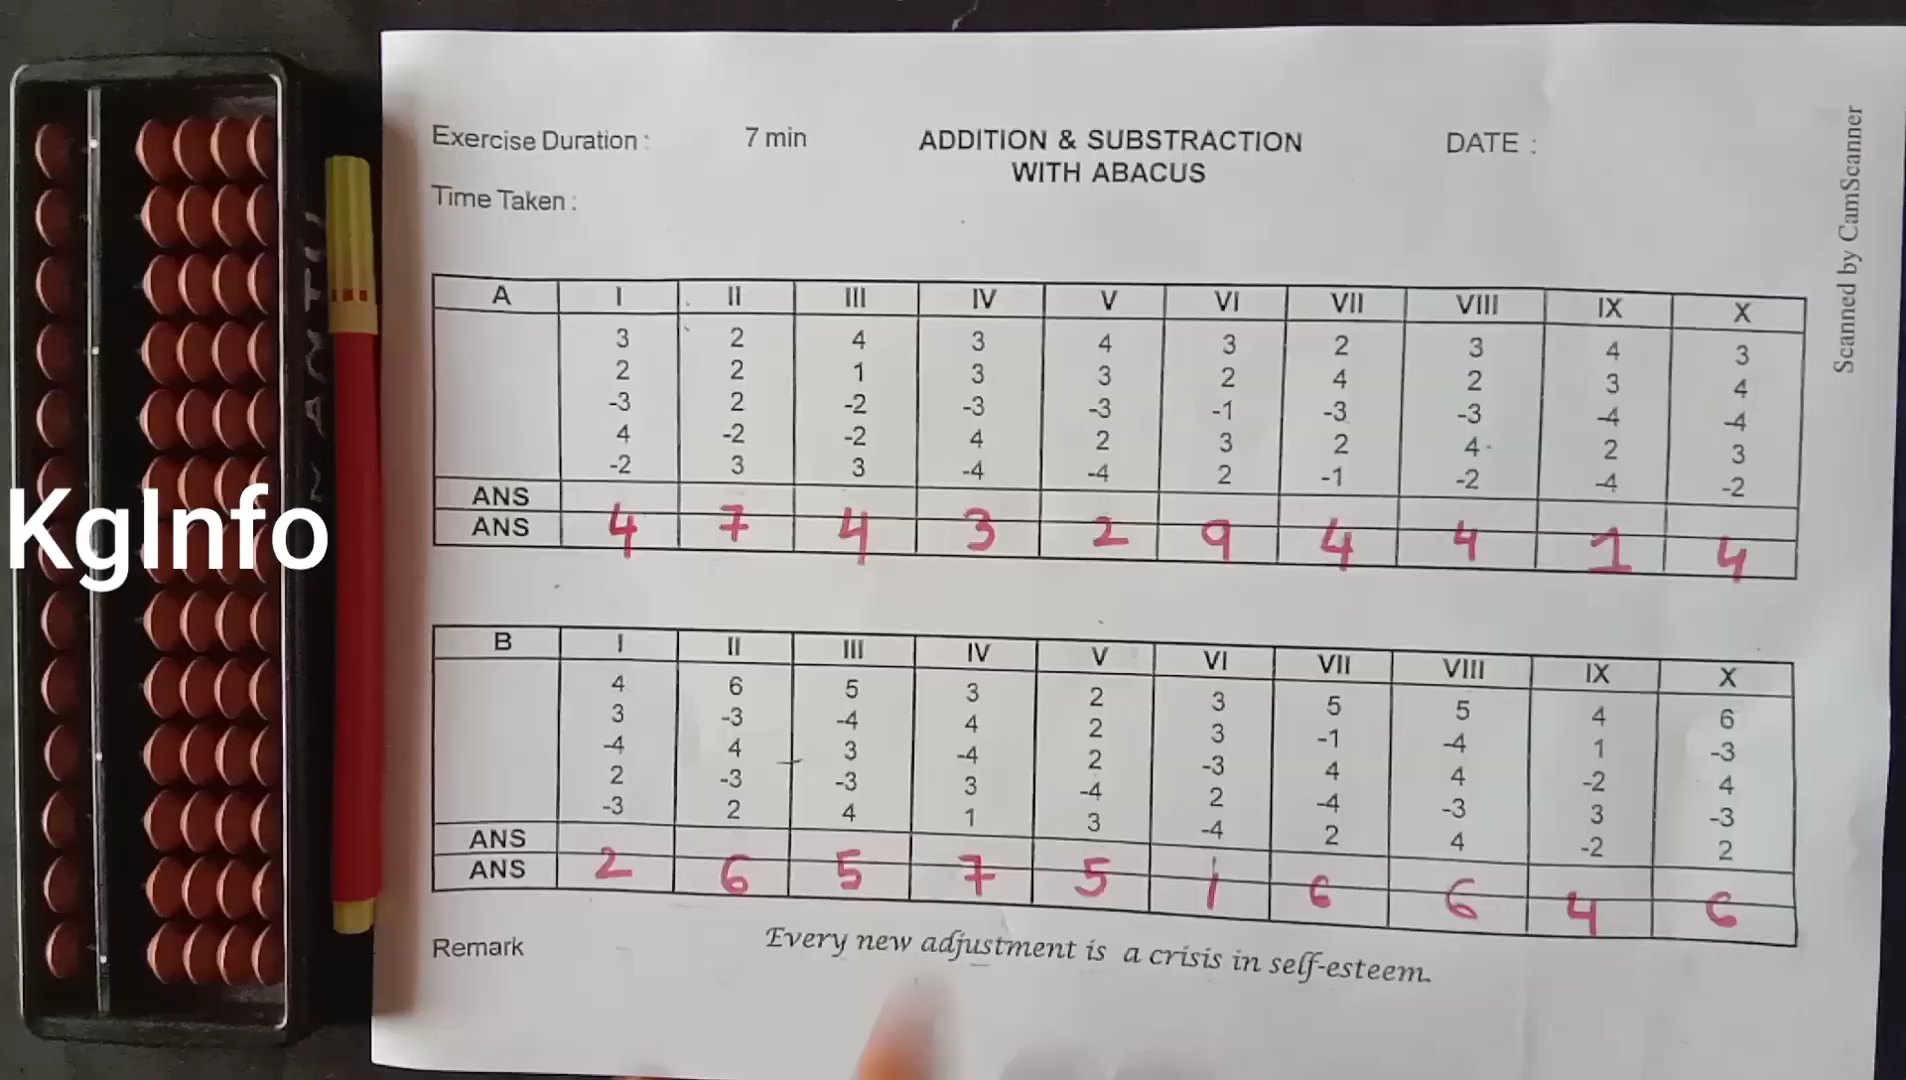 Exercise Duration : 7 min ADDITION & SUBSTRACTION DATE :
WITH ABACUS
Time Taken :
A I II III IV V VI VII VIII IX X
3 2 4 3 4 3 2 3 4 3
2 2 1 3 3 2 4 2 3 4
-3 2 -2 -3 -3 -1 -3 -3 -4 -4
4 -2 -2 4 2 3 2 4 2 3
-2 3 3 -4 -4 2 -1 -2 -4 -2
ANS
ANS 4 7 4 3 2 9 4 4 1 4
B I II III IV V VI VII VIII IX X
4 6 5 3 2 3 5 5 4 6
3 -3 -4 4 2 3 -1 -4 1 -3
-4 4 3 -4 2 -3 4 4 -2 4
2 -3 -3 3 -4 2 -4 -3 3 -3
-3 2 4 1 3 -4 2 4 -2 2
ANS
ANS 2 6 5 7 5 1 6 6 4 6
Remark Every new adjustment is a crisis in self-esteem.
Scanned by CamScanner
KgInfo